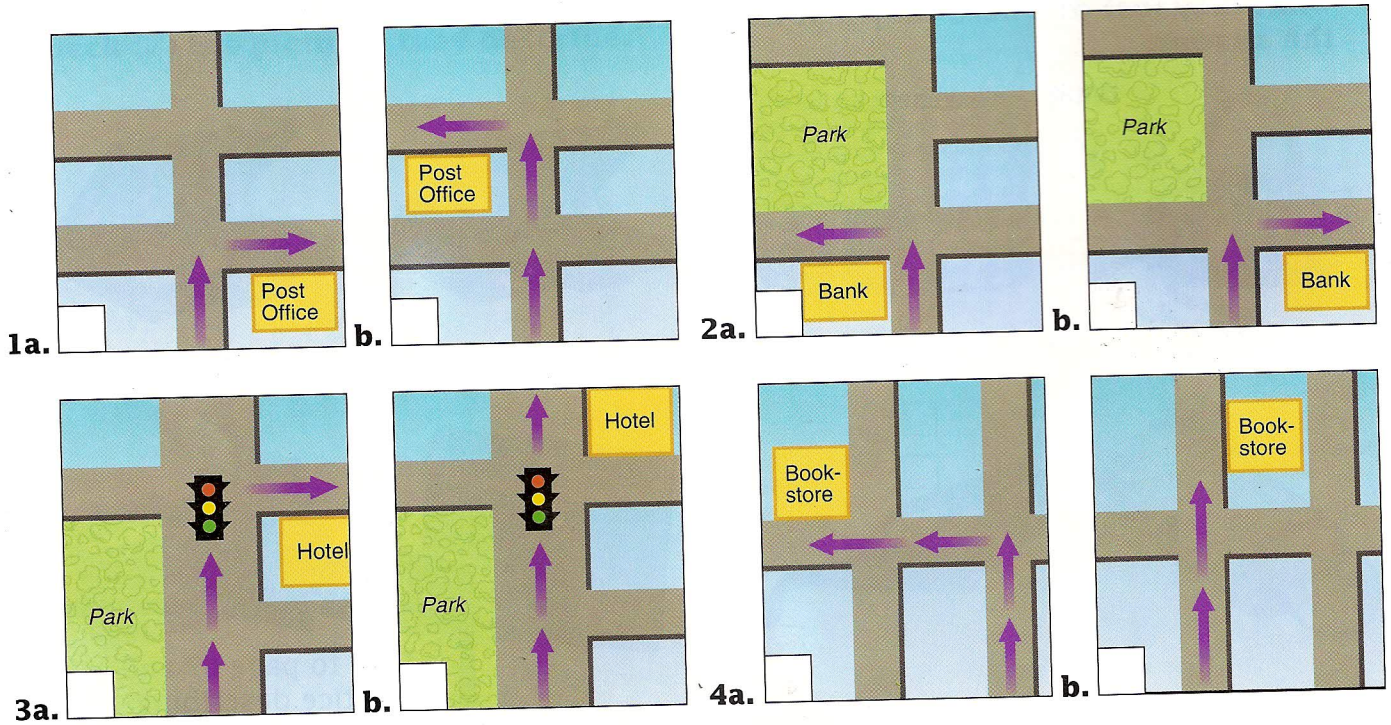 1a.
Post
Office
b.
Post
Office
2a.
Park
Bank
b.
Park
Bank
3a.
Park
Hotel
b.
Park
Hotel
4a.
Book-
store
b.
Book-
store